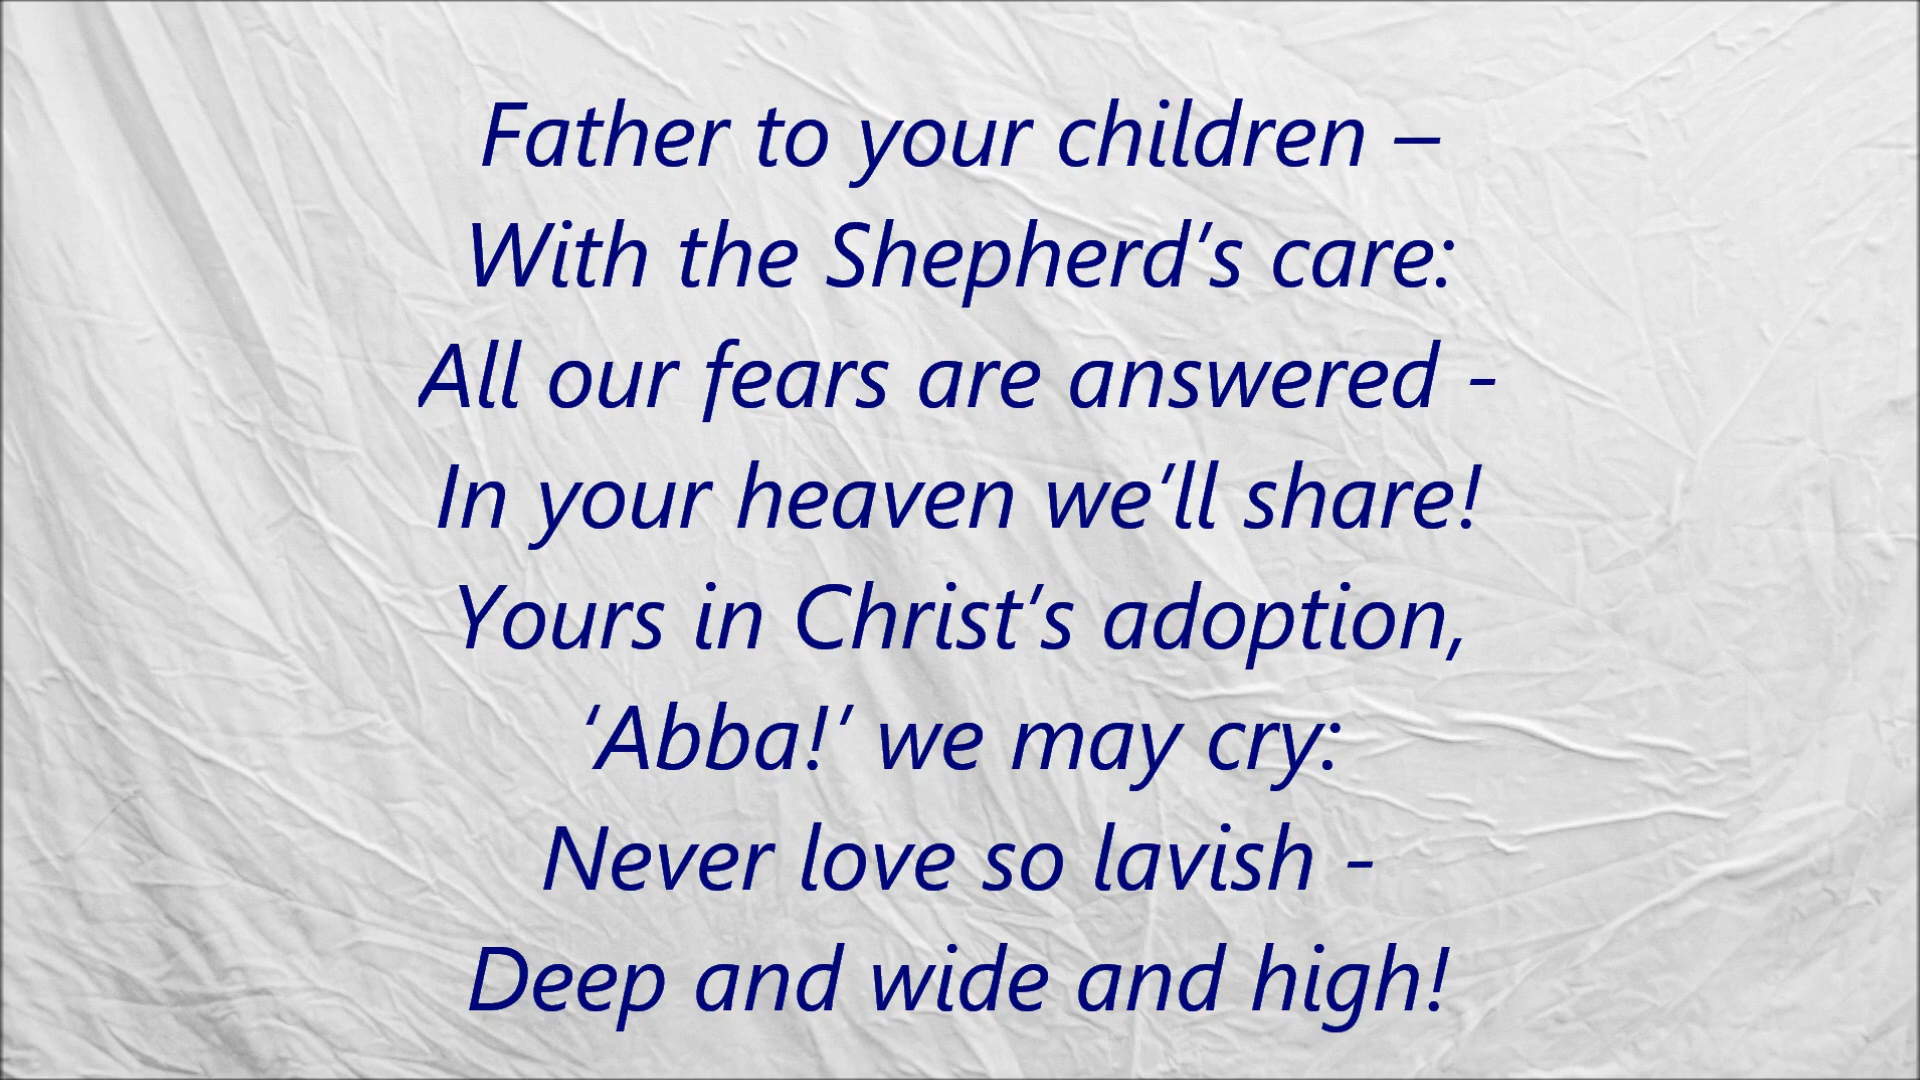 Father to your children –
With the Shepherd’s care:
All our fears are answered -
In your heaven we’ll share!
Yours in Christ’s adoption,
‘Abba!’ we may cry:
Never love so lavish -
Deep and wide and high!